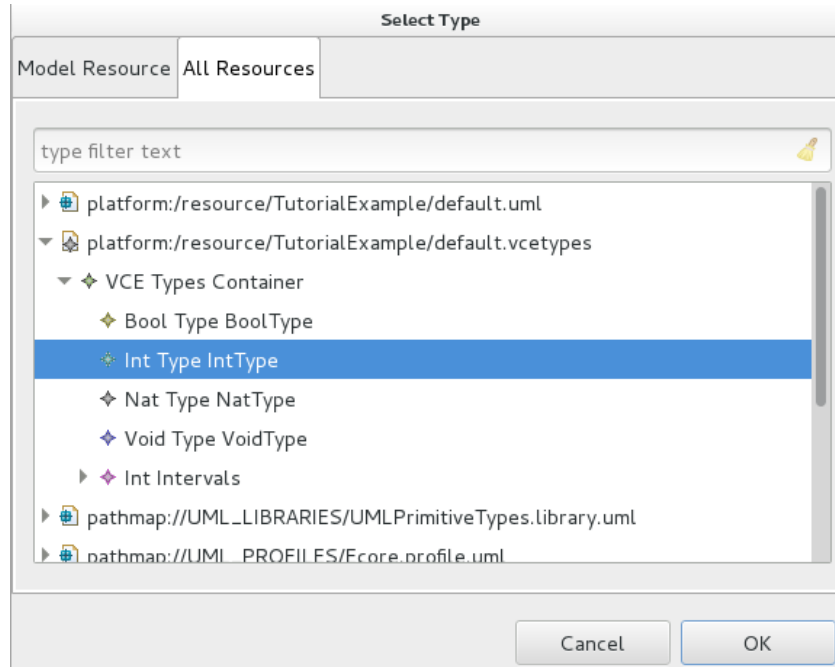 Select Type
Model Resource All Resources
type filter text
platform:/resource/TutorialExample/default.uml
platform:/resource/TutorialExample/default.vcetypes
VCE Types Container
Bool Type BoolType
Int Type IntType
Nat Type NatType
Void Type VoidType
Int Intervals
pathmap://UML_LIBRARIES/UMLPrimitiveTypes.library.uml
pathmap://UML_PROFILES/Ecore.profile.uml
Cancel OK